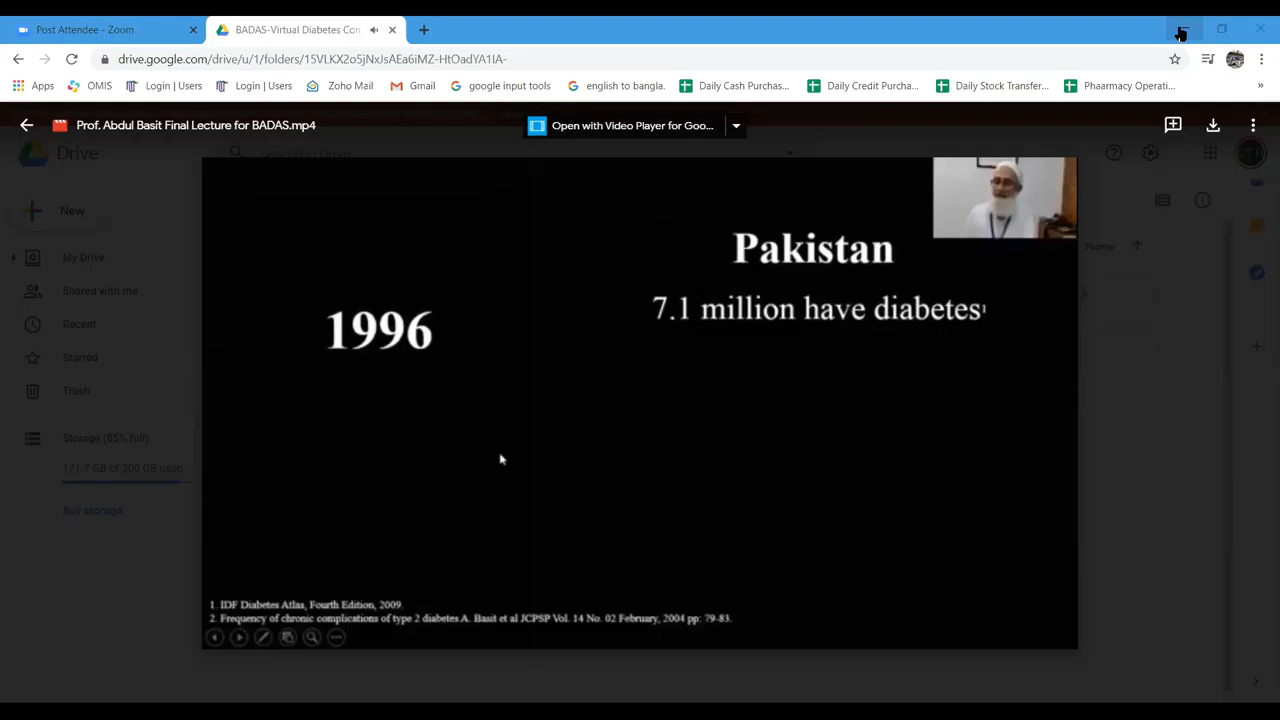 Post Attendee - Zoom
BADAS-Virtual Diabetes Con
drive.google.com/drive/u/1/folders/15VLKX2o5jNxJsAEa6iMZ-HtOadYA1IA-
Apps
OMIS
Login | Users
Login | Users
Zoho Mail
Gmail
google input tools
english to bangla.
Daily Cash Purchas...
Daily Credit Purcha...
Daily Stock Transfer...
Phaarmacy Operati...
»
Prof. Abdul Basit Final Lecture for BADAS.mp4
Open with Video Player for Goo...
Drive
Search in Drive
New
My Drive
Shared with me
Recent
Starred
Trash
Storage (85% full)
171.7 GB of 200 GB used
Buy storage
Name
Pakistan
7.1 million have diabetes¹
1996
1. IDF Diabetes Atlas, Fourth Edition, 2009.
2. Frequency of chronic complications of type 2 diabetes A. Basit et al JCPSP Vol. 14 No. 02 February, 2004 pp: 79-83.